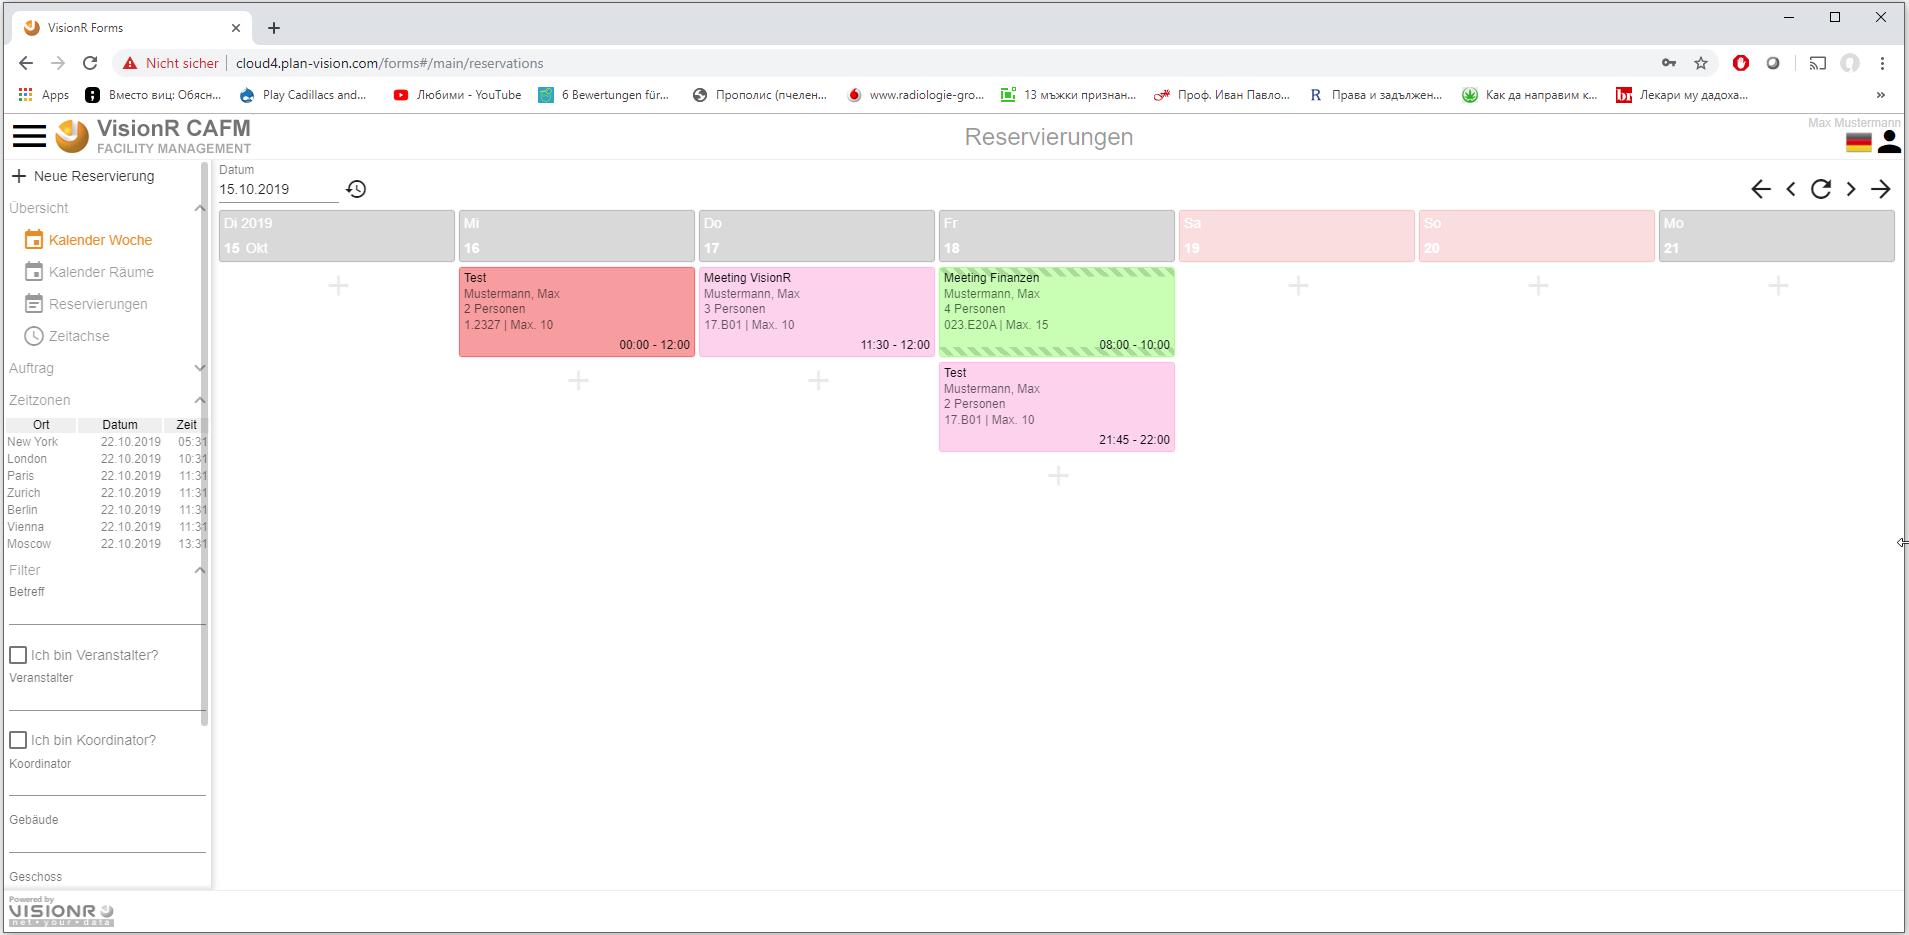 VisionR Forms
Nicht sicher
cloud4.plan-vision.com/forms#/main/reservations
Apps
Вместо виц: Обясн...
Play Cadillacs and...
Любими - YouTube
6 Bewertungen für...
Прополис (пчелен...
www.radiologie-gro...
13 мъжки признан...
Проф. Иван Павло...
R
Права и задължен...
Как да направим к...
br
Лекари му дадоха...
»
VisionR CAFM
FACILITY MANAGEMENT
Reservierungen
Max Mustermann
Neue Reservierung
Übersicht
Kalender Woche
Kalender Räume
Reservierungen
Zeitachse
Auftrag
Zeitzonen
Ort Datum Zeit
New York 22.10.2019 05:31
London 22.10.2019 10:31
Paris 22.10.2019 11:31
Zurich 22.10.2019 11:31
Berlin 22.10.2019 11:31
Vienna 22.10.2019 11:31
Moscow 22.10.2019 13:31
Filter
Betreff
Ich bin Veranstalter?
Veranstalter
Ich bin Koordinator?
Koordinator
Gebäude
Geschoss
Datum
15.10.2019
Di 2019
15 Okt
Mi
16
Test
Mustermann, Max
2 Personen
1.2327 | Max. 10
00:00 - 12:00
Do
17
Meeting VisionR
Mustermann, Max
3 Personen
17.B01 | Max. 10
11:30 - 12:00
Fr
18
Meeting Finanzen
Mustermann, Max
4 Personen
023.E20A | Max. 15
08:00 - 10:00
Test
Mustermann, Max
2 Personen
17.B01 | Max. 10
21:45 - 22:00
Sa
19
So
20
Mo
21
Powered by
VISIONR
net•your•data